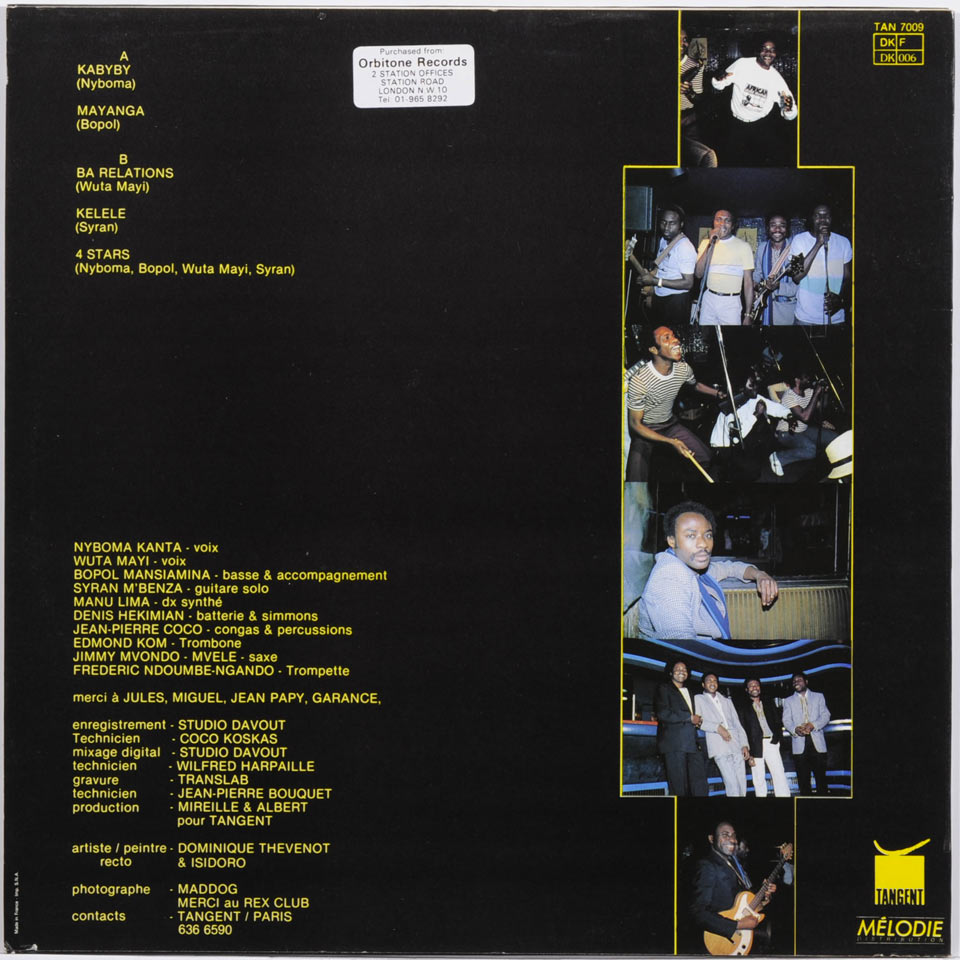 A
KABYBY
(Nyboma)
MAYANGA
(Bopol)
B
BA RELATIONS
(Wuta Mayi)
KELELE
(Syran)
4 STARS
(Nyboma, Bopol, Wuta Mayi, Syran)
Purchased from:
Orbitone Records
2 STATION OFFICES
STATION ROAD
LONDON N.W.10
Tel: 01-965 8292
TAN 7009
DK F
DK 006
AFRICAN
NYBOMA KANTA - voix
WUTA MAYI - voix
BOPOL MANSIAMINA - basse & accompagnement
SYRAN M'BENZA - guitare solo
MANU LIMA - dx synthé
DENIS HEKIMIAN - batterie & simmons
JEAN-PIERRE COCO - congas & percussions
EDMOND KOM - Trombone
JIMMY MVONDO - MVELE - saxe
FREDERIC NDOUMBE-NGANDO - Trompette
merci à JULES, MIGUEL, JEAN PAPY, GARANCE,
enregistrement - STUDIO DAVOUT
Technicien - COCO KOSKAS
mixage digital - STUDIO DAVOUT
technicien - WILFRED HARPAILLE
gravure - TRANSLAB
technicien - JEAN-PIERRE BOUQUET
production - MIREILLE & ALBERT
pour TANGENT
artiste / peintre - DOMINIQUE THEVENOT
recto & ISIDORO
photographe - MADDOG
MERCI au REX CLUB
contacts - TANGENT / PARIS
636 6590
Made in France - Imp. S.N.A.
TANGENT
MÉLODIE
DISTRIBUTION